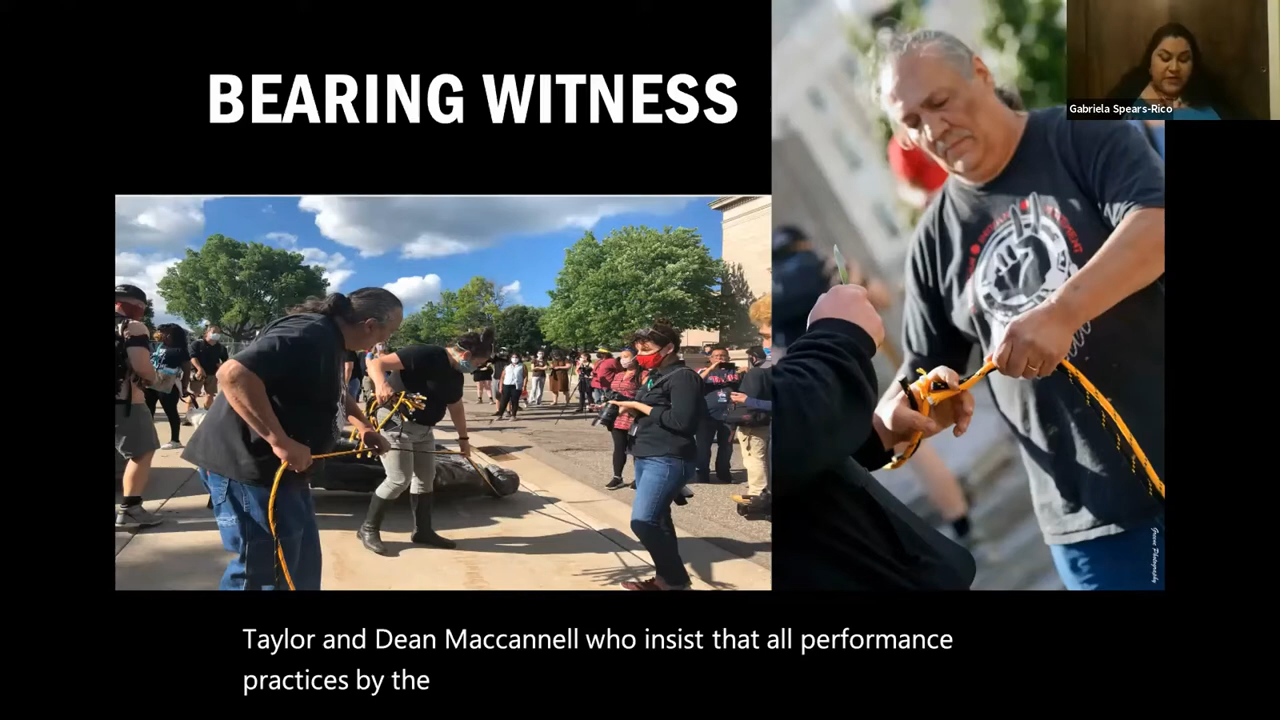 BEARING WITNESS
Gabriela Spears-Rico
Taylor and Dean Maccannell who insist that all performance
practices by the